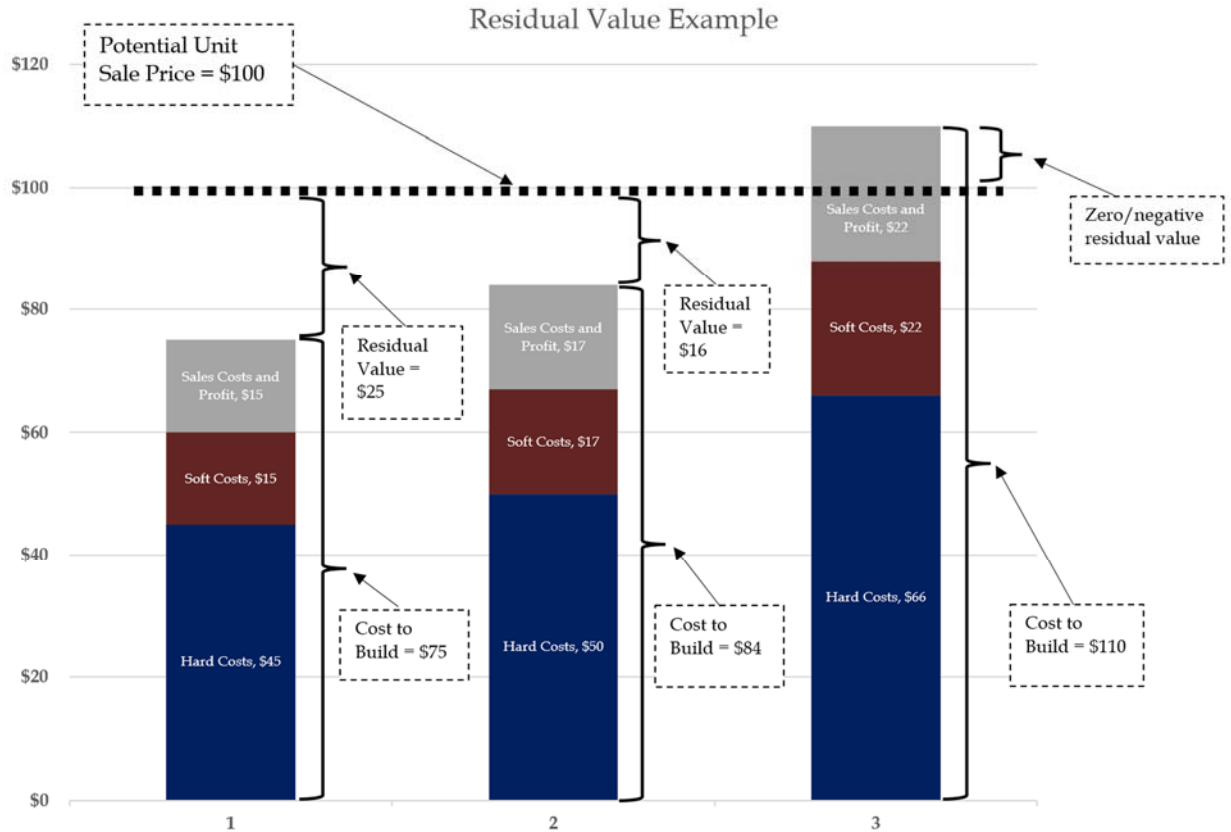 Residual Value Example
Potential Unit
Sale Price = $100
$120
$100
$80
$60
$40
$20
$0
Sales Costs and
Profit, $15
Soft Costs, $15
Hard Costs, $45
Residual
Value =
$25
Cost to
Build = $75
Sales Costs and
Profit, $17
Soft Costs, $17
Hard Costs, $50
Residual
Value =
$16
Cost to
Build = $84
Sales Costs and
Profit, $22
Soft Costs, $22
Hard Costs, $66
Zero/negative
residual value
Cost to
Build = $110
1
2
3